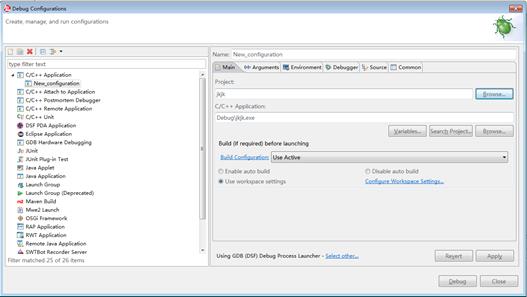 Debug Configurations
Create, manage, and run configurations
type filter text
C/C++ Application
New_configuration
C/C++ Attach to Application
C/C++ Postmortem Debugger
C/C++ Remote Application
C/C++ Unit
DSF PDA Application
Eclipse Application
GDB Hardware Debugging
JUnit
JUnit Plug-in Test
Java Applet
Java Application
Launch Group
Launch Group (Deprecated)
Maven Build
Mwe2 Launch
OSGi Framework
RAP Application
RWT Application
Remote Java Application
SWTBot Recorder Server
Filter matched 25 of 26 items
Name: New_configuration
Main Arguments Environment Debugger Source Common
Project:
jkjk Browse...
C/C++ Application:
Debug\jkjk.exe
Variables... Search Project... Browse...
Build (if required) before launching
Build Configuration: Use Active
Enable auto build Disable auto build
Use workspace settings Configure Workspace Settings...
Using GDB (DSF) Debug Process Launcher - Select other... Revert Apply
Debug Close